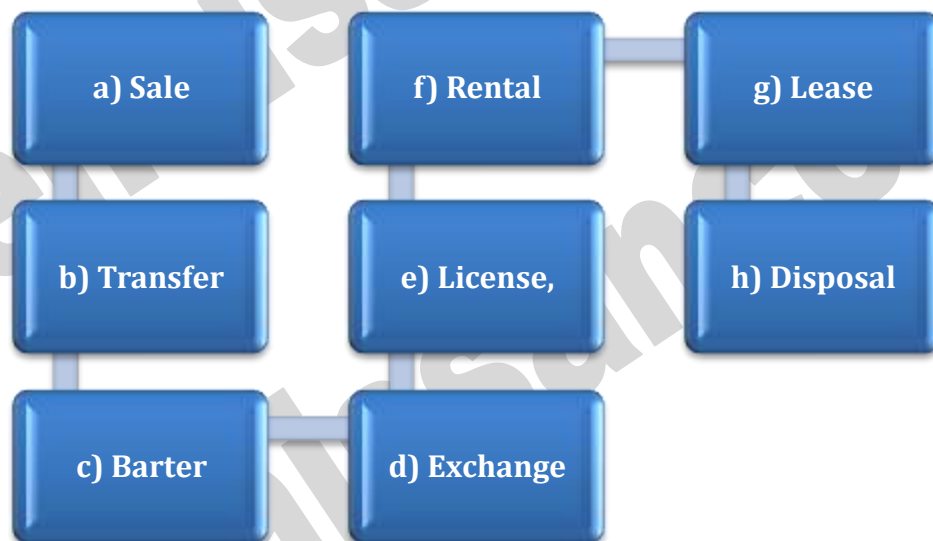 a) Sale
b) Transfer
c) Barter
d) Exchange
e) License,
f) Rental
g) Lease
h) Disposal